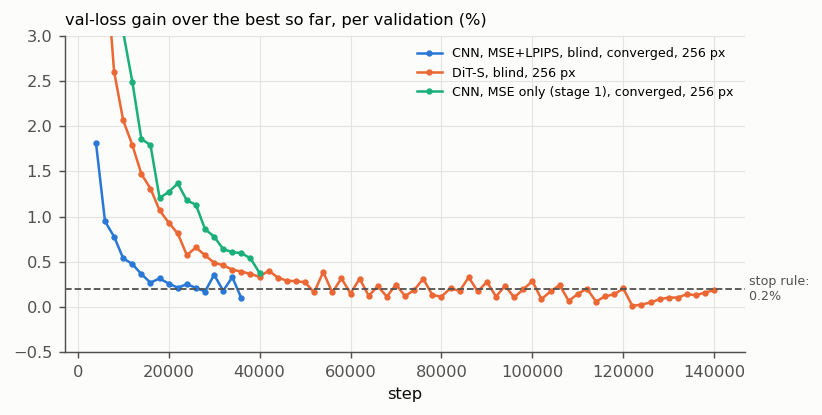 val-loss gain over the best so far, per validation (%)
3.0
2.5
2.0
1.5
1.0
0.5
0.0
−0.5
CNN, MSE+LPIPS, blind, converged, 256 px
DiT-S, blind, 256 px
CNN, MSE only (stage 1), converged, 256 px
stop rule:
0.2%
0 20000 40000 60000 80000 100000 120000 140000
step